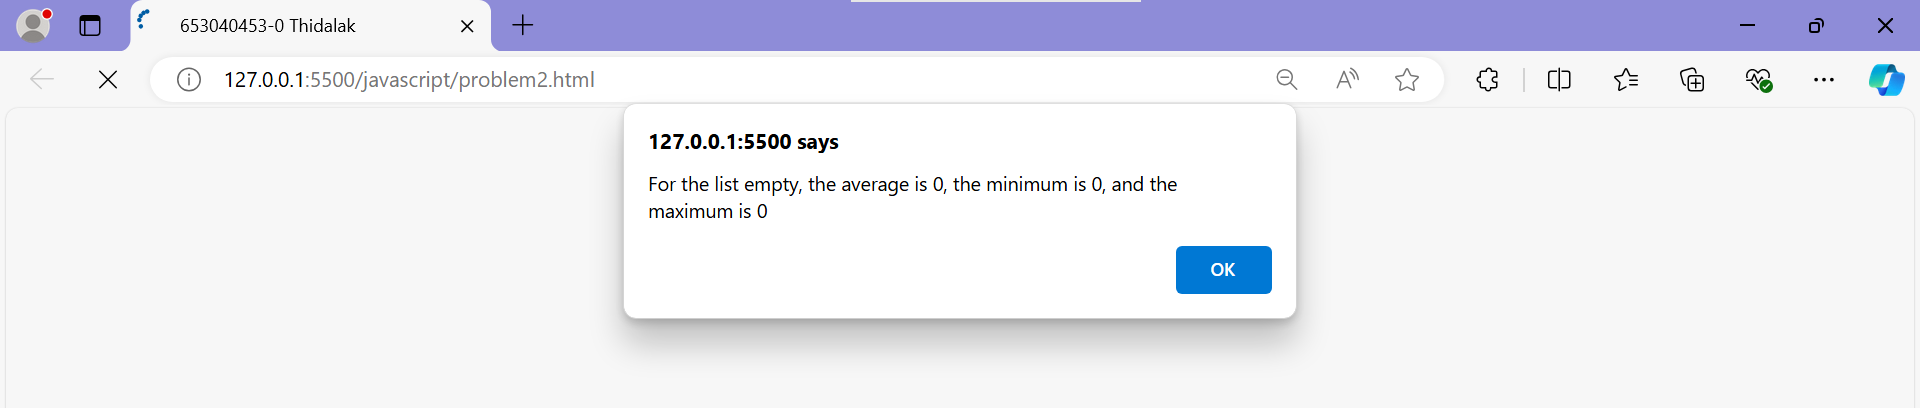 653040453-0 Thidalak
127.0.0.1:5500/javascript/problem2.html
127.0.0.1:5500 says
For the list empty, the average is 0, the minimum is 0, and the
maximum is 0
OK